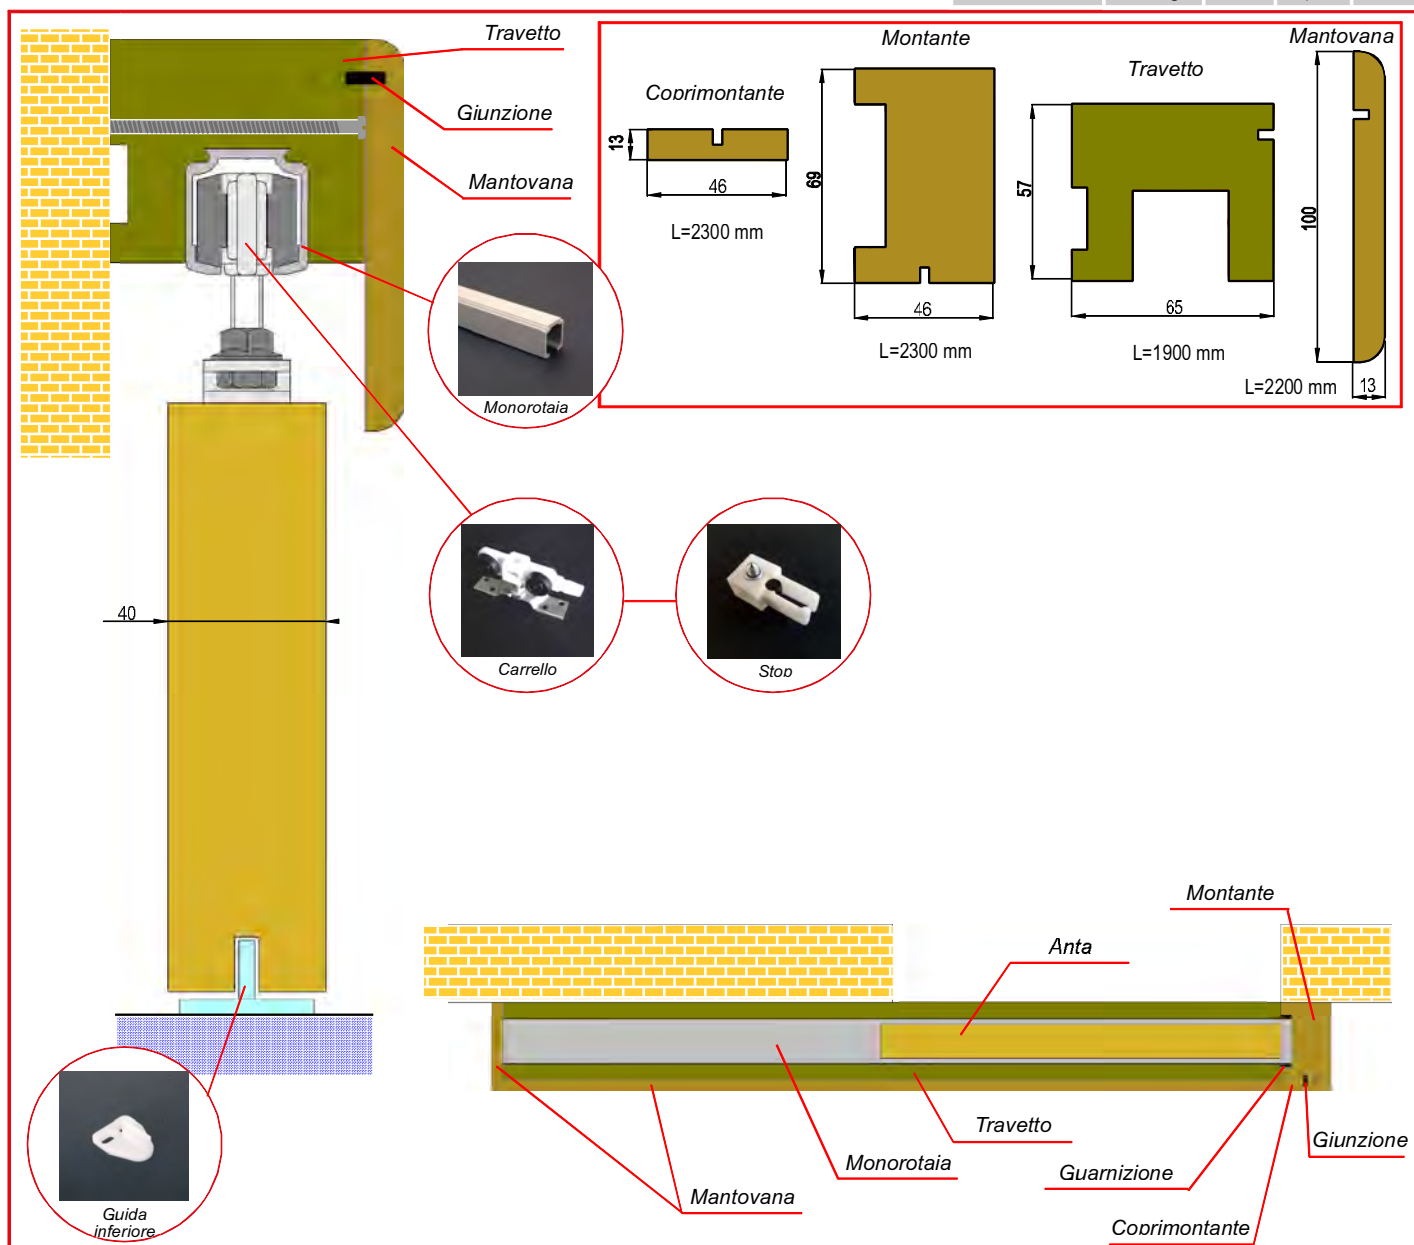 Travetto
Giunzione
Mantovana
Monorotaia
Coprimontante
13
46
L=2300 mm
Montante
69
46
L=2300 mm
Travetto
57
65
L=1900 mm
Mantovana
100
L=2200 mm
13
40
Carrello
Stop
Guida
inferiore
Montante
Anta
Travetto
Monorotaia
Mantovana
Guarnizione
Giunzione
Coprimontante